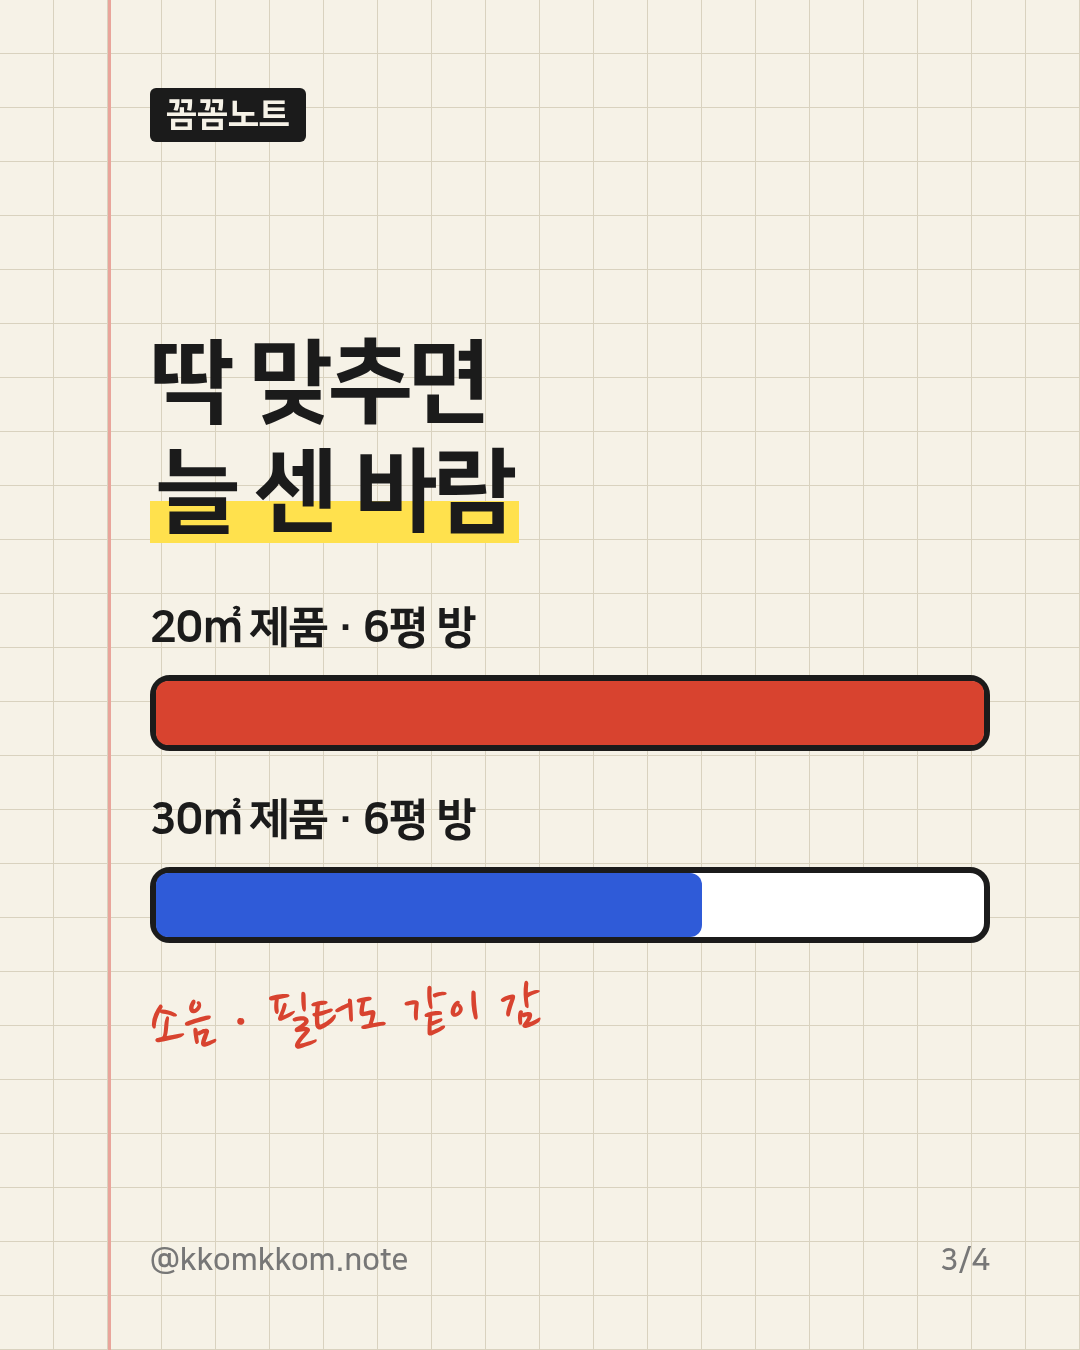 꼼꼼노트
딱 맞추면
늘 센 바람
20㎡ 제품 · 6평 방
30㎡ 제품 · 6평 방
소음 · 필터도 같이 감
@kkomkkom.note
3/4